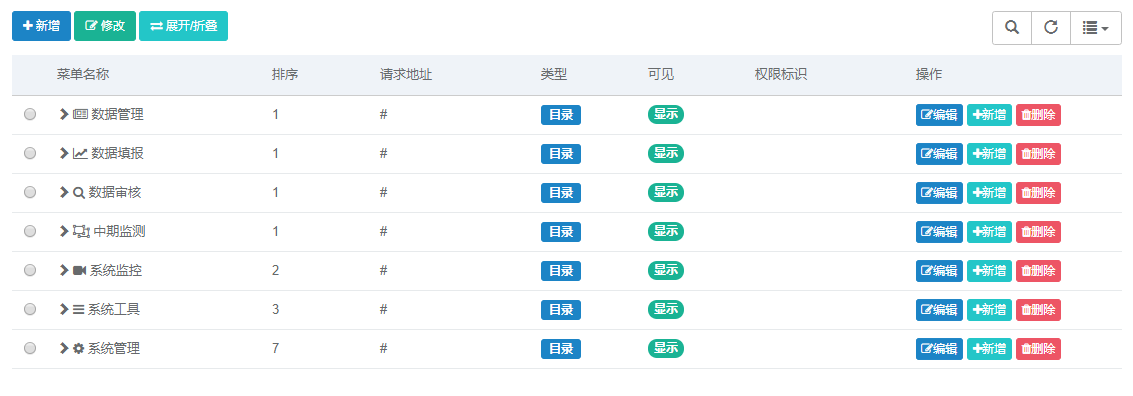 新增 修改 展开/折叠
菜单名称 排序 请求地址 类型 可见 权限标识 操作
数据管理 1 # 目录 显示 编辑 新增 删除
数据填报 1 # 目录 显示 编辑 新增 删除
数据审核 1 # 目录 显示 编辑 新增 删除
中期监测 1 # 目录 显示 编辑 新增 删除
系统监控 2 # 目录 显示 编辑 新增 删除
系统工具 3 # 目录 显示 编辑 新增 删除
系统管理 7 # 目录 显示 编辑 新增 删除